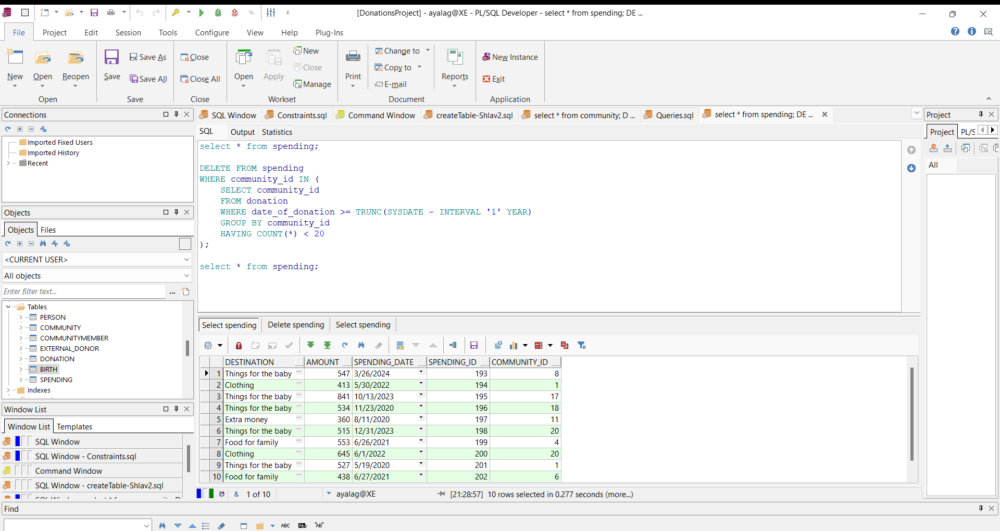 [DonationsProject] - ayalag@XE - PL/SQL Developer - select * from spending; DE ...
File Project Edit Session Tools Configure View Help Plug-Ins
New Open Reopen
Open
Save Save As Save All
Save
Close Close All
Close
Open Apply New Close Manage
Workset
Print Change to Copy to E-mail Reports
Document
New Instance
Exit
Application
Connections
Imported Fixed Users
Imported History
Recent
Objects
Objects Files
<CURRENT USER>
All objects
Enter filter text... ...
Tables
PERSON
COMMUNITY
COMMUNITYMEMBER
EXTERNAL_DONOR
DONATION
BIRTH
SPENDING
Indexes
Window List
Window List Templates
SQL Window
SQL Window - Constraints.sql
Command Window
SQL Window - createTable-Shlav2.sql
SQL Window Constraints.sql Command Window createTable-Shlav2.sql select * from community; D ... Queries.sql select * from spending; DE ...
SQL Output Statistics
select * from spending;
DELETE FROM spending
WHERE community_id IN (
SELECT community_id
FROM donation
WHERE date_of_donation >= TRUNC(SYSDATE - INTERVAL '1' YEAR)
GROUP BY community_id
HAVING COUNT(*) < 20
);
select * from spending;
Select spending Delete spending Select spending
DESTINATION AMOUNT SPENDING_DATE SPENDING_ID COMMUNITY_ID
1 Things for the baby ... 547 3/26/2024 193 8
2 Clothing ... 413 5/30/2022 194 1
3 Things for the baby ... 841 10/13/2023 195 17
4 Things for the baby ... 534 11/23/2020 196 18
5 Extra money ... 360 8/11/2020 197 11
6 Things for the baby ... 515 12/31/2023 198 20
7 Food for family ... 553 6/26/2021 199 4
8 Clothing ... 645 6/1/2022 200 20
9 Things for the baby ... 527 5/19/2020 201 1
10 Food for family ... 438 6/27/2021 202 6
& 1 of 10 ayalag@XE [21:28:57] 10 rows selected in 0.277 seconds (more...)
Project
Project PL/S
All
Find
ABC AB "AB"